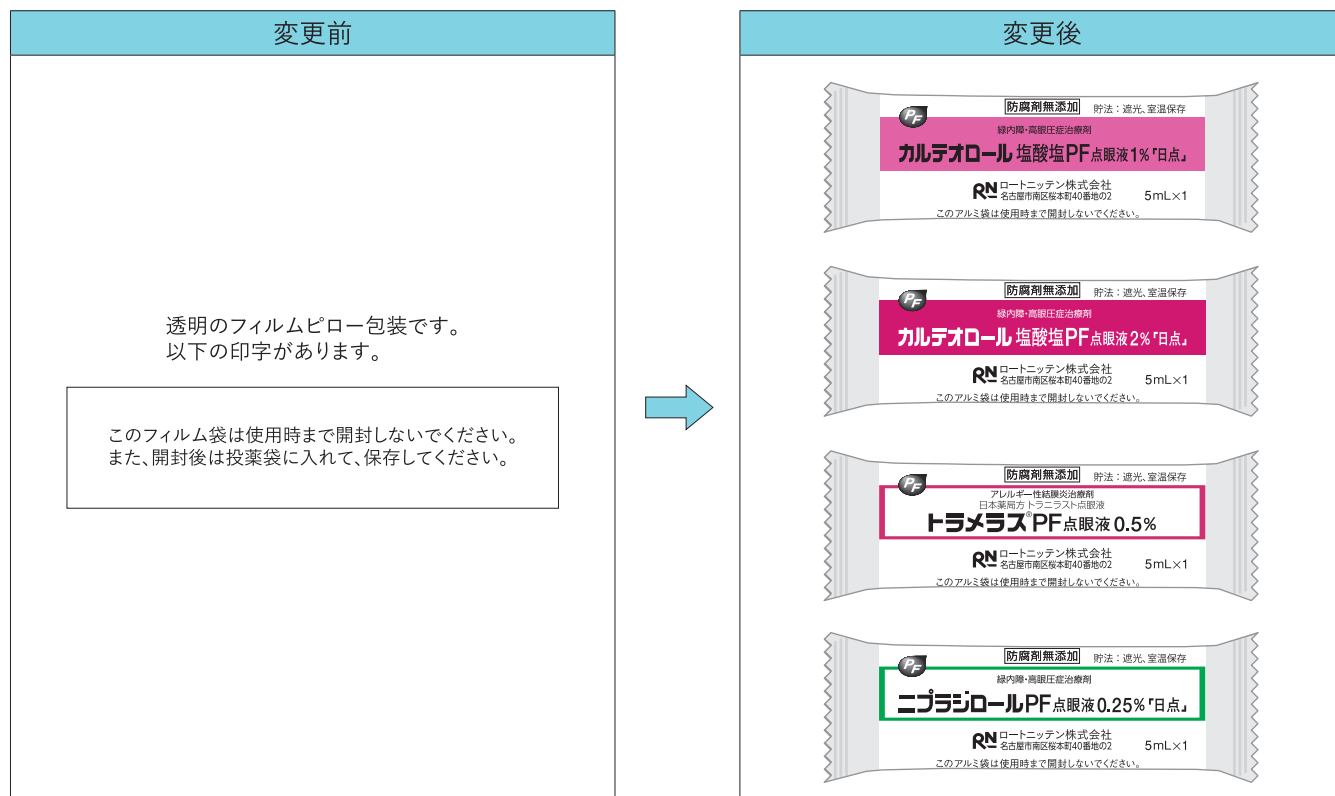 変更前
透明のフィルムピロー包装です。
以下の印字があります。
このフィルム袋は使用時まで開封しないでください。
また、開封後は投薬袋に入れて、保存してください。
変更後
PF
防腐剤無添加 貯法：遮光、室温保存
緑内障・高眼圧症治療剤
カルテオロール塩酸塩PF点眼液1%「日点」
RN ロートニッテン株式会社
名古屋市南区桜本町40番地の2 5mL×1
このアルミ袋は使用時まで開封しないでください。
PF
防腐剤無添加 貯法：遮光、室温保存
緑内障・高眼圧症治療剤
カルテオロール塩酸塩PF点眼液2%「日点」
RN ロートニッテン株式会社
名古屋市南区桜本町40番地の2 5mL×1
このアルミ袋は使用時まで開封しないでください。
PF
防腐剤無添加 貯法：遮光、室温保存
アレルギー性結膜炎治療剤
日本薬局方 トラニラスト点眼液
トラメラス®PF点眼液0.5%
RN ロートニッテン株式会社
名古屋市南区桜本町40番地の2 5mL×1
このアルミ袋は使用時まで開封しないでください。
PF
防腐剤無添加 貯法：遮光、室温保存
緑内障・高眼圧症治療剤
ニプラジロールPF点眼液0.25%「日点」
RN ロートニッテン株式会社
名古屋市南区桜本町40番地の2 5mL×1
このアルミ袋は使用時まで開封しないでください。